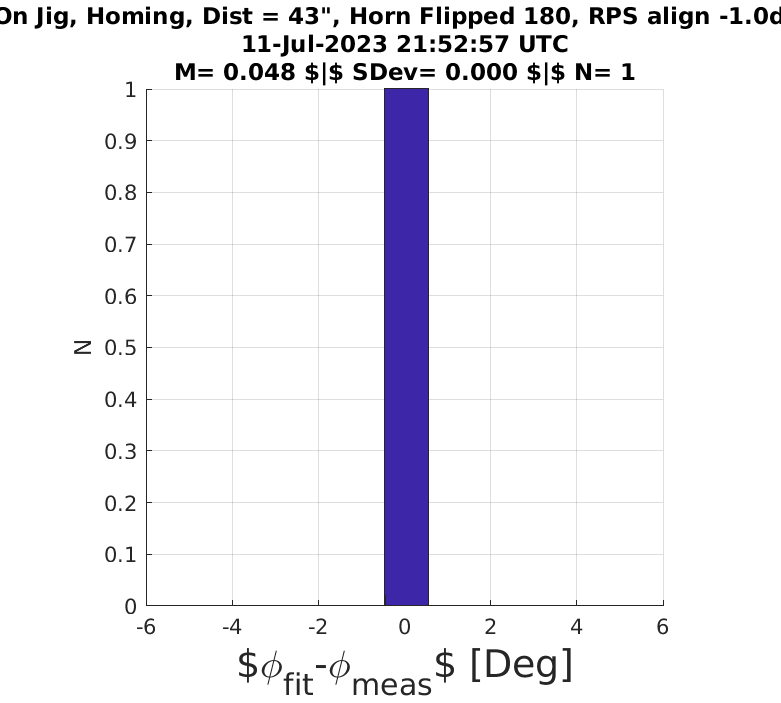 On Jig, Homing, Dist = 43", Horn Flipped 180, RPS align -1.0d
11-Jul-2023 21:52:57 UTC
M= 0.048 $|$ SDev= 0.000 $|$ N= 1
1
0.9
0.8
0.7
0.6
0.5
0.4
0.3
0.2
0.1
0
N
-6 -4 -2 0 2 4 6
$ϕfit-ϕmeas$ [Deg]